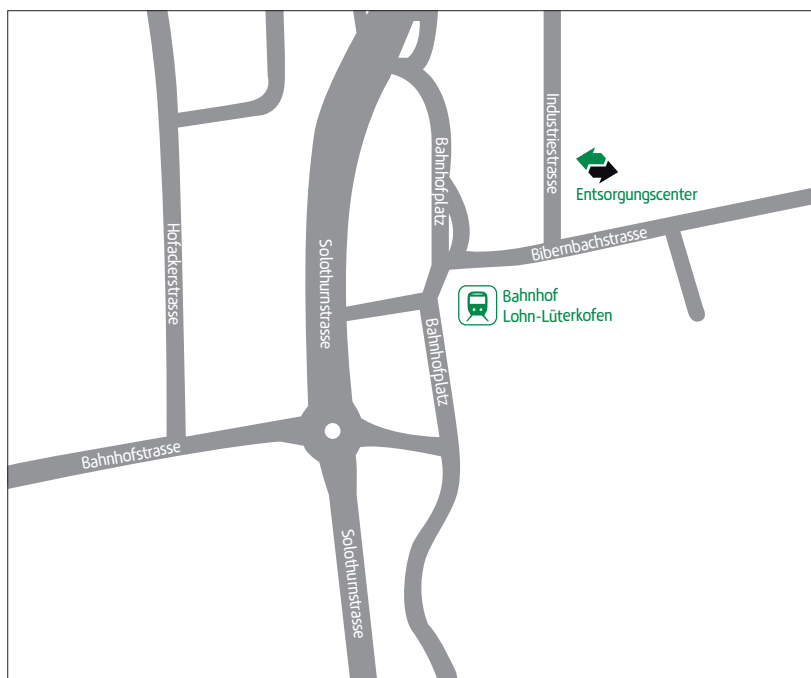 Industriestrasse
Bahnhofplatz
Entsorgungscenter
Hofackerstrasse
Solothurnstrasse
Bibernbachstrasse
Bahnhof
Lohn-Lüterkofen
Bahnhofplatz
Bahnhofstrasse
Solothurnstrasse